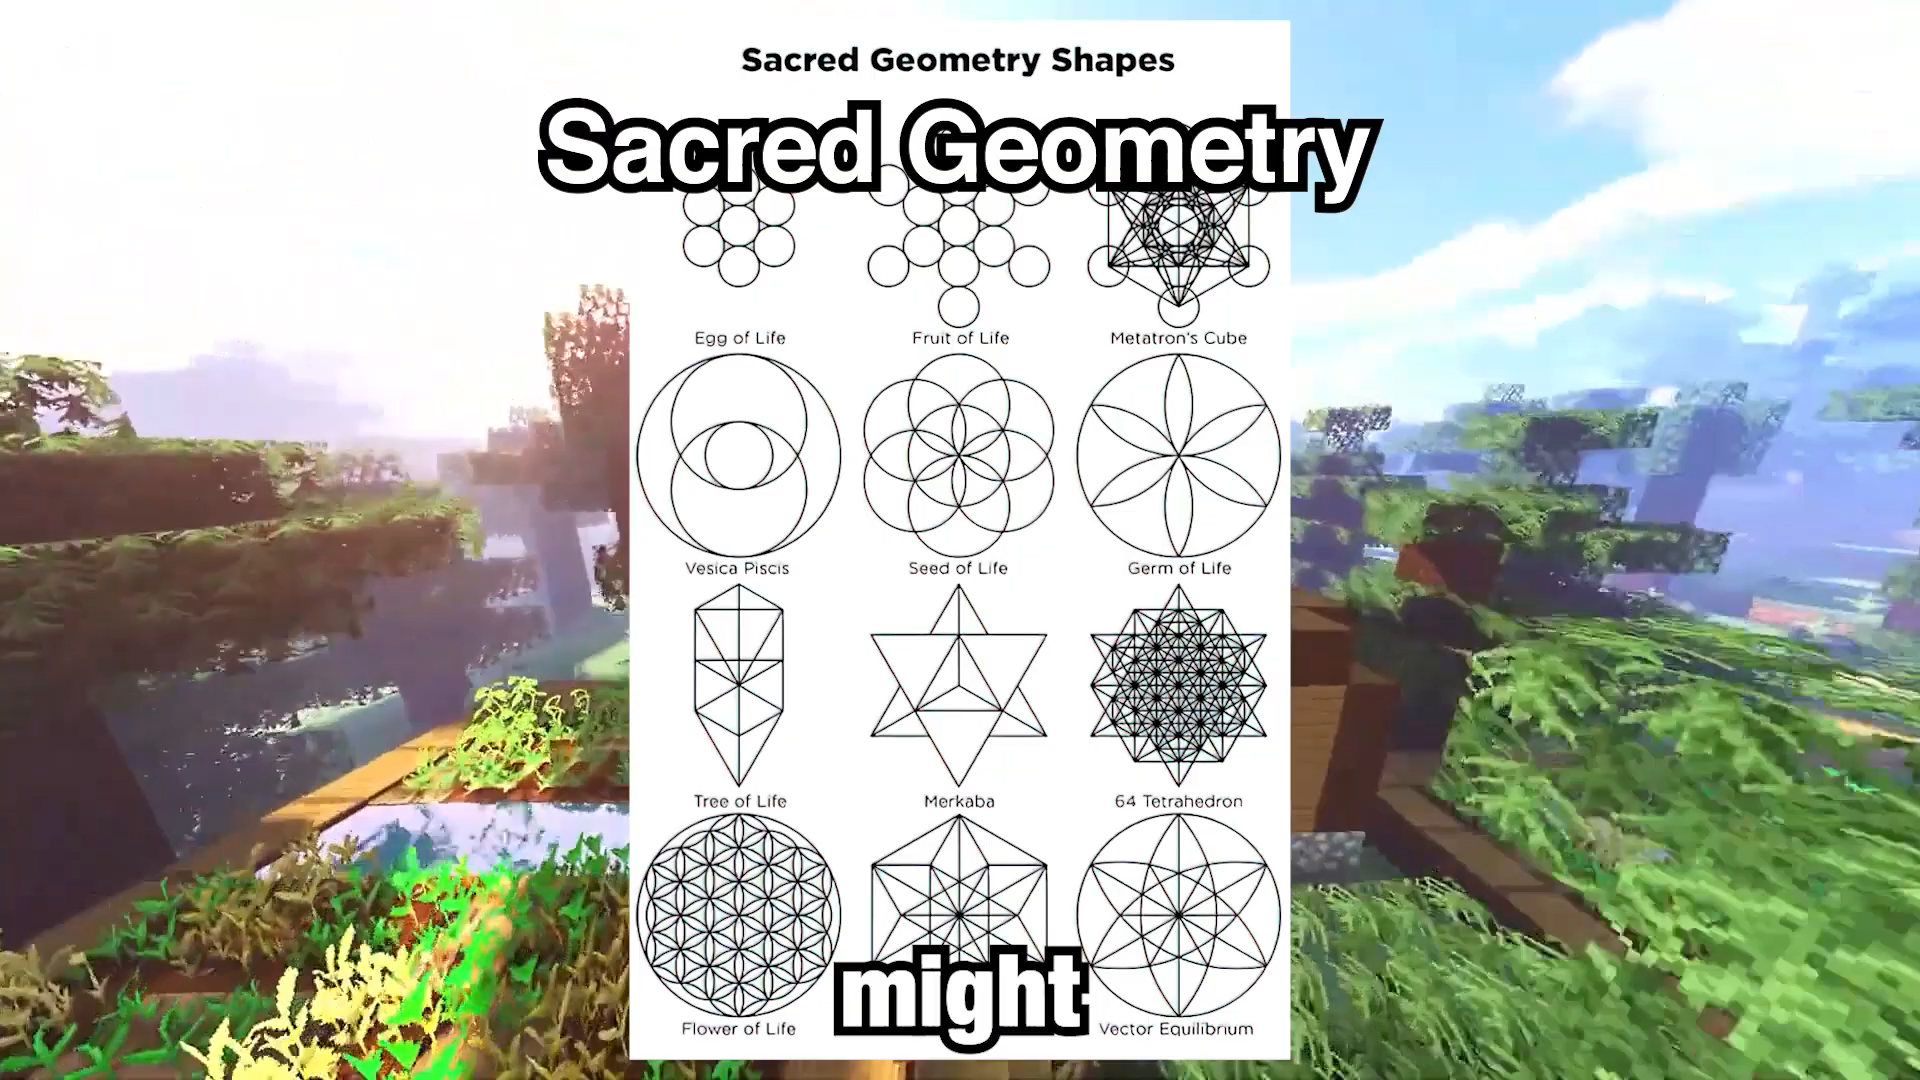 Sacred Geometry Shapes
Sacred Geometry
Egg of Life Fruit of Life Metatron's Cube
Vesica Piscis Seed of Life Germ of Life
Tree of Life Merkaba 64 Tetrahedron
might
Flower of Life Vector Equilibrium